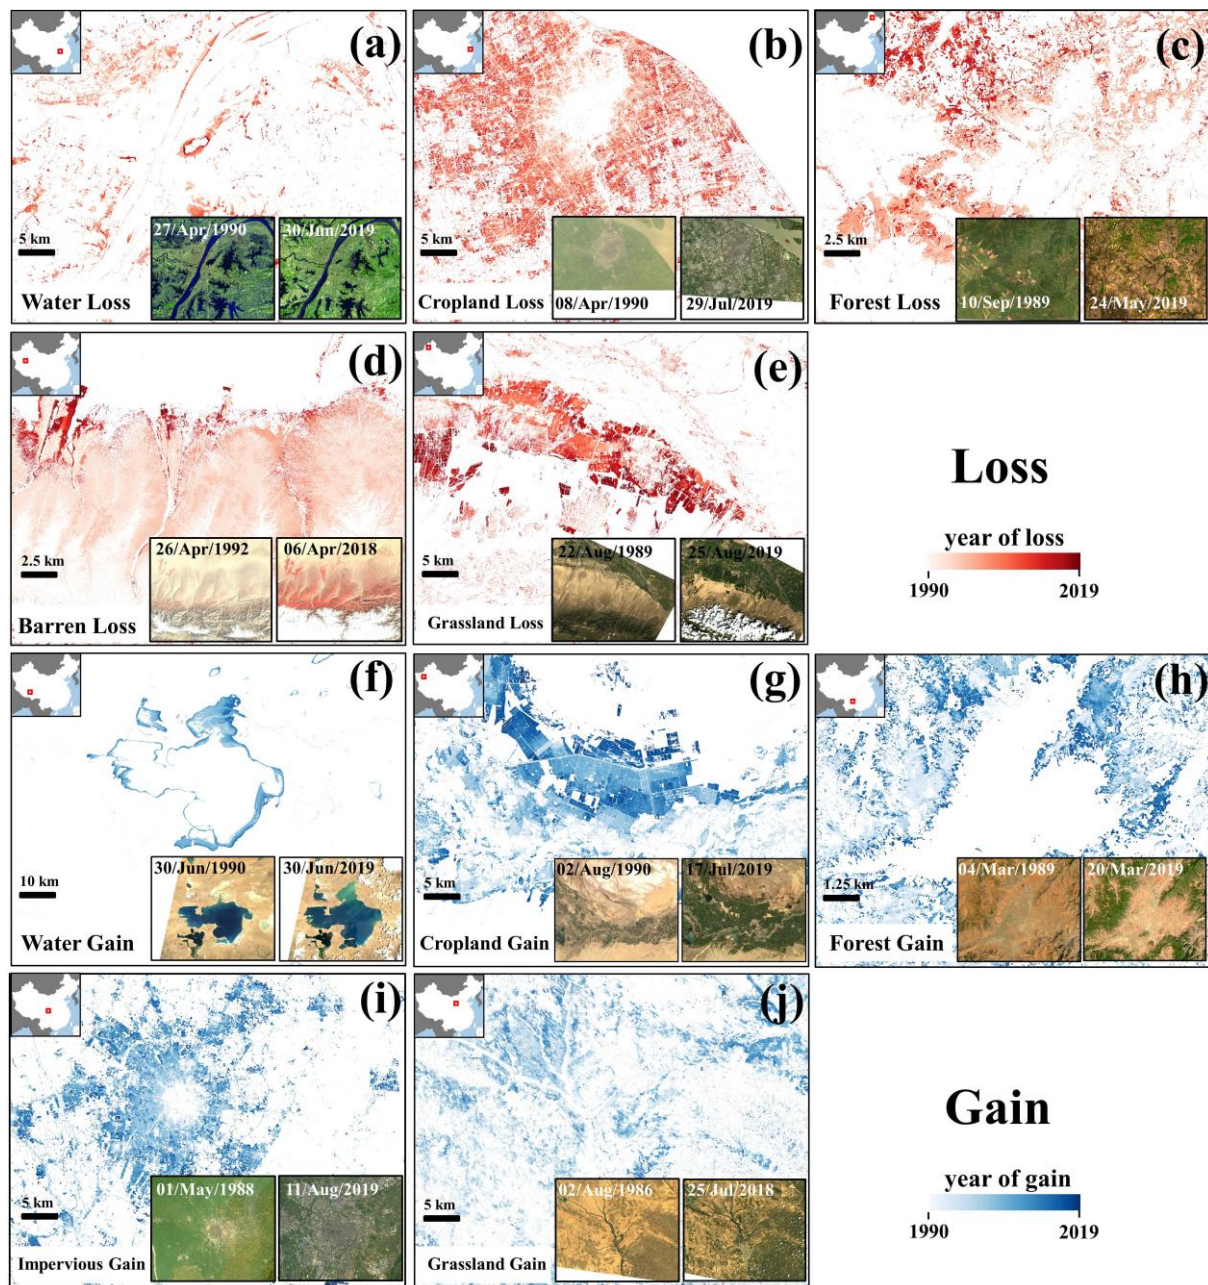 (a)
27/Apr/1990
30/Jun/2019
5 km
Water Loss
(b)
5 km
Cropland Loss
08/Apr/1990
29/Jul/2019
(c)
2.5 km
Forest Loss
10/Sep/1989
24/May/2019
(d)
26/Apr/1992
06/Apr/2018
2.5 km
Barren Loss
(e)
22/Aug/1989
25/Aug/2019
5 km
Grassland Loss
Loss
year of loss
1990
2019
(f)
30/Jun/1990
30/Jun/2019
10 km
Water Gain
(g)
02/Aug/1990
17/Jul/2019
5 km
Cropland Gain
(h)
04/Mar/1989
20/Mar/2019
1.25 km
Forest Gain
(i)
01/May/1988
11/Aug/2019
5 km
Impervious Gain
(j)
02/Aug/1986
25/Jul/2018
5 km
Grassland Gain
Gain
year of gain
1990
2019